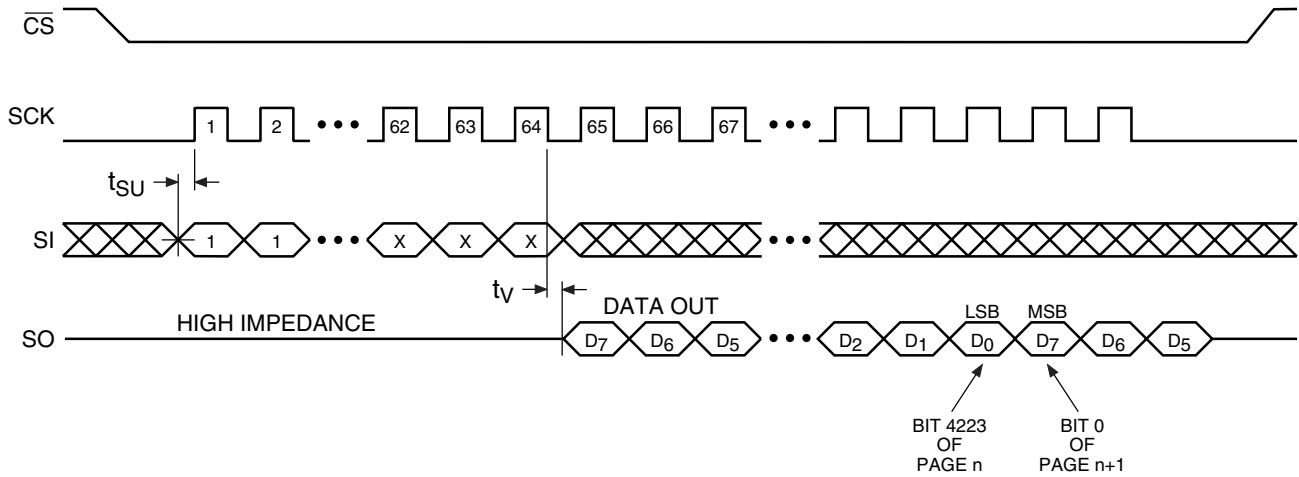 CS
SCK
1 2 ••• 62 63 64 65 66 67 •••
tSU
SI
1 1 ••• X X X •••
tV
DATA OUT
HIGH IMPEDANCE
LSB MSB
SO
D7 D6 D5 ••• D2 D1 D0 D7 D6 D5
BIT 4223
OF
PAGE n
BIT 0
OF
PAGE n+1